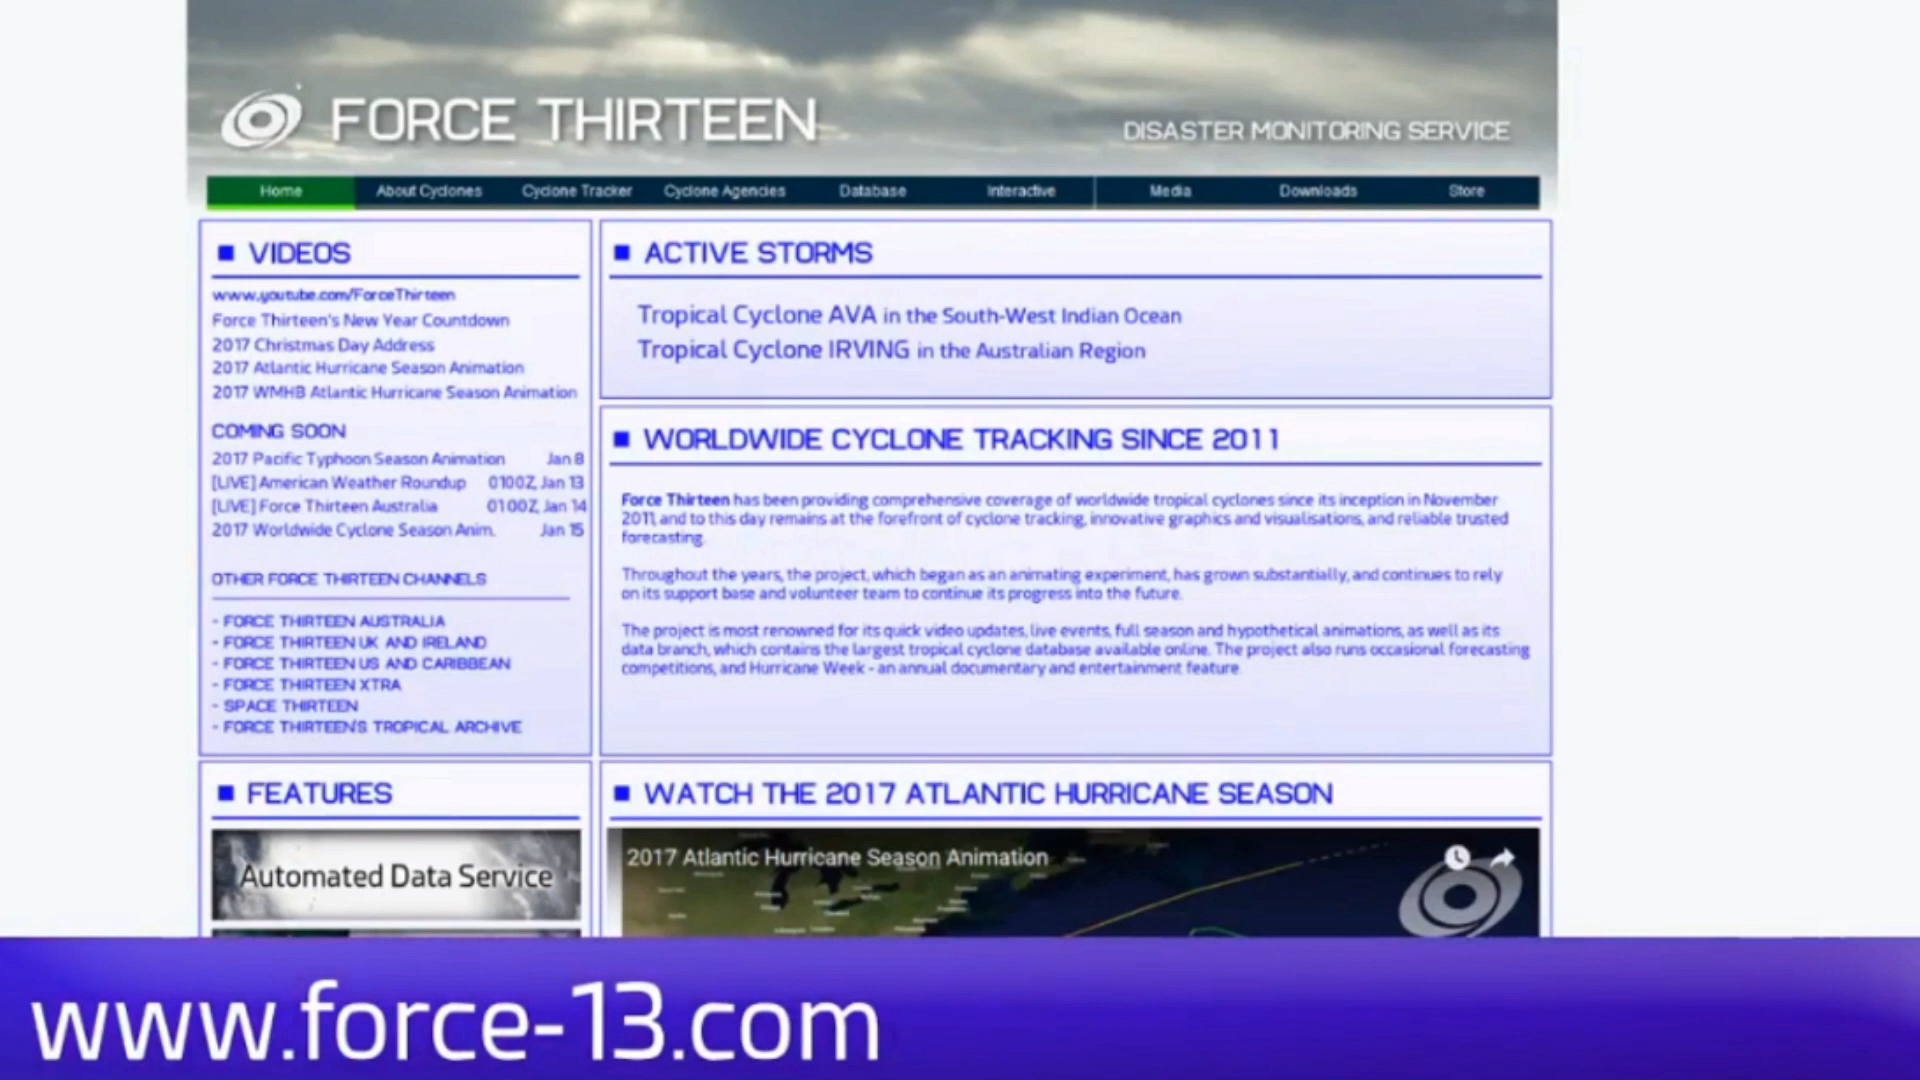 FORCE THIRTEEN
DISASTER MONITORING SERVICE
Home About Cyclones Cyclone Tracker Cyclone Agencies Database Interactive Media Downloads Store
VIDEOS
www.youtube.com/ForceThirteen
Force Thirteen's New Year Countdown
2017 Christmas Day Address
2017 Atlantic Hurricane Season Animation
2017 WMHB Atlantic Hurricane Season Animation
COMING SOON
2017 Pacific Typhoon Season Animation Jan 8
[LIVE] American Weather Roundup 0100Z, Jan 13
[LIVE] Force Thirteen Australia 0100Z, Jan 14
2017 Worldwide Cyclone Season Anim. Jan 15
OTHER FORCE THIRTEEN CHANNELS
- FORCE THIRTEEN AUSTRALIA
- FORCE THIRTEEN UK AND IRELAND
- FORCE THIRTEEN US AND CARIBBEAN
- FORCE THIRTEEN XTRA
- SPACE THIRTEEN
- FORCE THIRTEEN'S TROPICAL ARCHIVE
ACTIVE STORMS
Tropical Cyclone AVA in the South-West Indian Ocean
Tropical Cyclone IRVING in the Australian Region
WORLDWIDE CYCLONE TRACKING SINCE 2011
Force Thirteen has been providing comprehensive coverage of worldwide tropical cyclones since its inception in November
2011, and to this day remains at the forefront of cyclone tracking, innovative graphics and visualisations, and reliable trusted
forecasting.
Throughout the years, the project, which began as an animating experiment, has grown substantially, and continues to rely
on its support base and volunteer team to continue its progress into the future.
The project is most renowned for its quick video updates, live events, full season and hypothetical animations, as well as its
data branch, which contains the largest tropical cyclone database available online. The project also runs occasional forecasting
competitions, and Hurricane Week - an annual documentary and entertainment feature.
FEATURES
Automated Data Service
WATCH THE 2017 ATLANTIC HURRICANE SEASON
2017 Atlantic Hurricane Season Animation
www.force-13.com